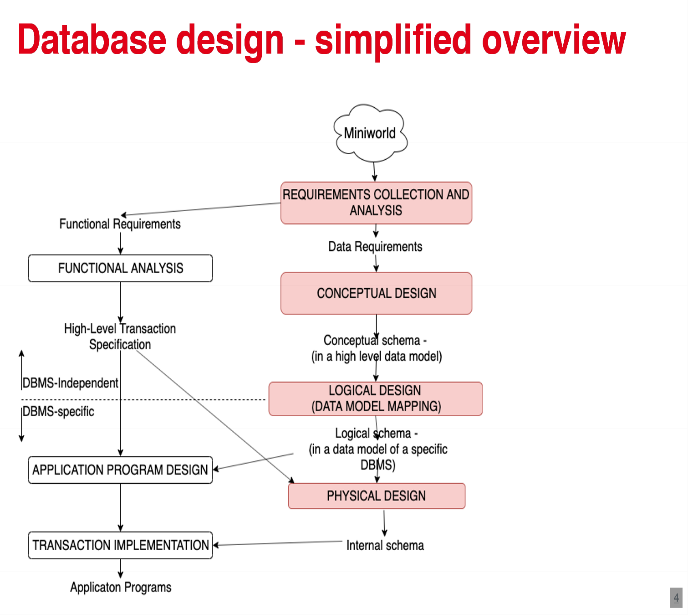 Database design - simplified overview
Miniworld
REQUIREMENTS COLLECTION AND
ANALYSIS
Functional Requirements
Data Requirements
FUNCTIONAL ANALYSIS
CONCEPTUAL DESIGN
High-Level Transaction
Specification
Conceptual schema -
(in a high level data model)
DBMS-Independent
LOGICAL DESIGN
(DATA MODEL MAPPING)
DBMS-specific
Logical schema -
(in a data model of a specific
DBMS)
APPLICATION PROGRAM DESIGN
PHYSICAL DESIGN
TRANSACTION IMPLEMENTATION
Internal schema
Applicaton Programs
4